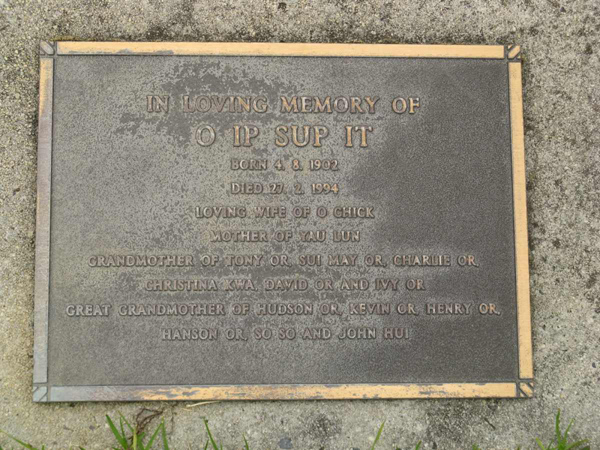 IN LOVING MEMORY OF
O IP SUP IT
BORN 4. 8. 1902
DIED 27. 2. 1994
LOVING WIFE OF O CHICK
MOTHER OF YAU LUN
GRANDMOTHER OF TONY OR, SUI MAY OR, CHARLIE OR,
CHRISTINA KWA, DAVID OR AND IVY OR
GREAT GRANDMOTHER OF HUDSON OR, KEVIN OR, HENRY OR,
HANSON OR, SO SO AND JOHN HUI